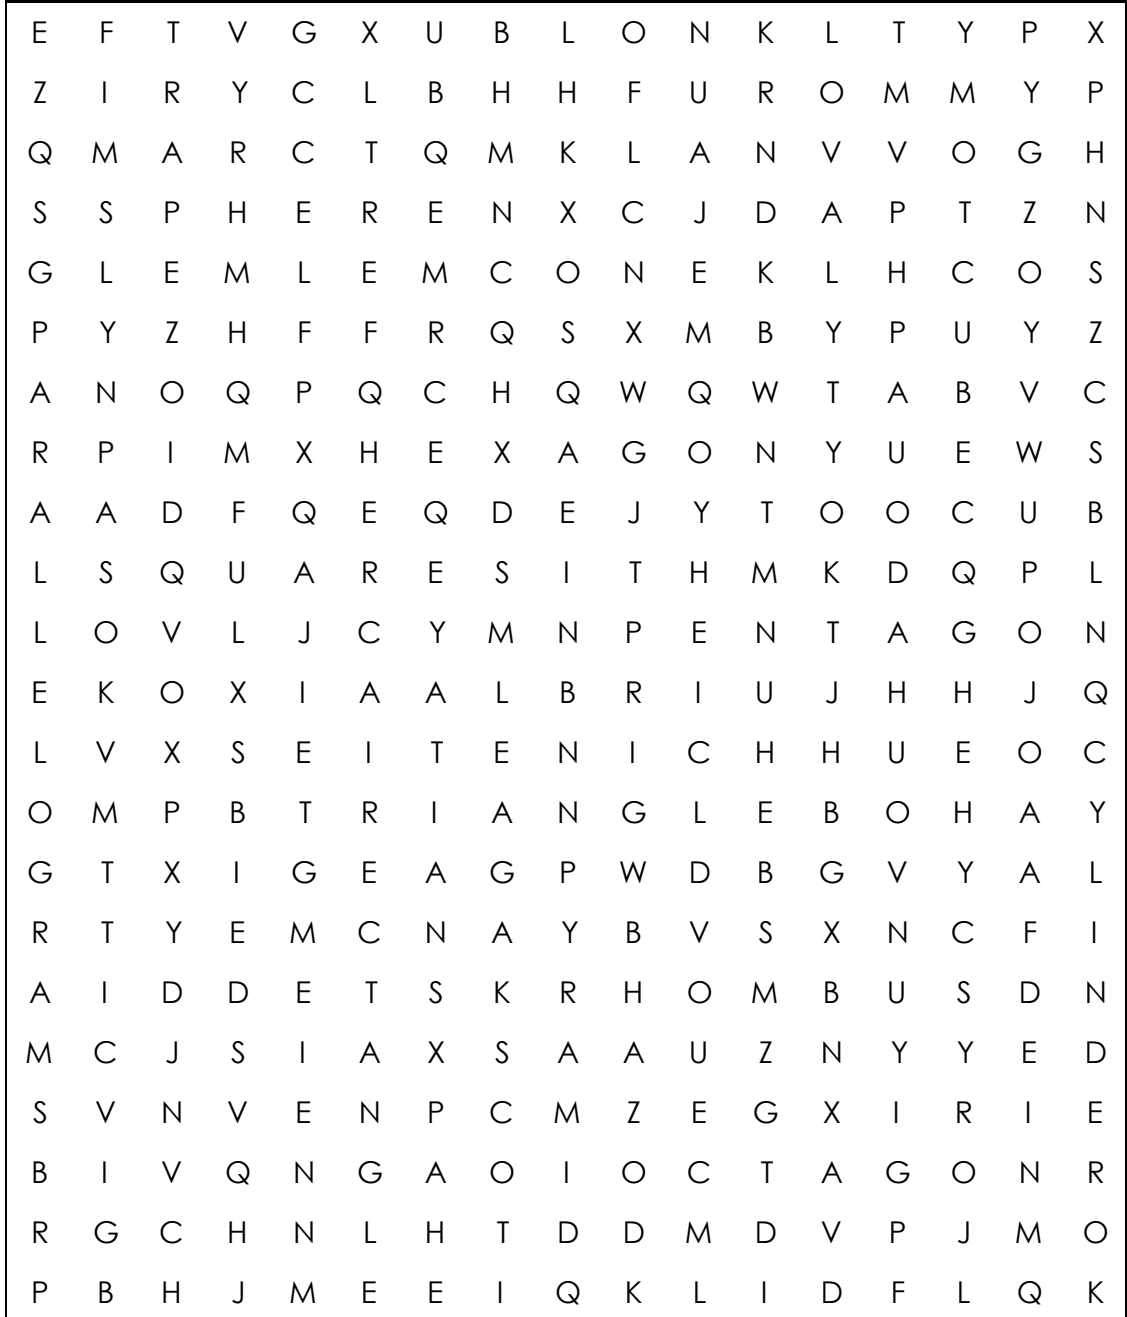 E F T V G X U B L O N K L T Y P X
Z I R Y C L B H H F U R O M M Y P
Q M A R C T Q M K L A N V V O G H
S S P H E R E N X C J D A P T Z N
G L E M L E M C O N E K L H C O S
P Y Z H F F R Q S X M B Y P U Y Z
A N O Q P Q C H Q W Q W T A B V C
R P I M X H E X A G O N Y U E W S
A A D F Q E Q D E J Y T O O C U B
L S Q U A R E S I T H M K D Q P L
L O V L J C Y M N P E N T A G O N
E K O X I A A L B R I U J H H J Q
L V X S E I T E N I C H H U E O C
O M P B T R I A N G L E B O H A Y
G T X I G E A G P W D B G V Y A L
R T Y E M C N A Y B V S X N C F I
A I D D E T S K R H O M B U S D N
M C J S I A X S A A U Z N Y Y E D
S V N V E N P C M Z E G X I R I E
B I V Q N G A O I O C T A G O N R
R G C H N L H T D D M D V P J M O
P B H J M E E I Q K L I D F L Q K